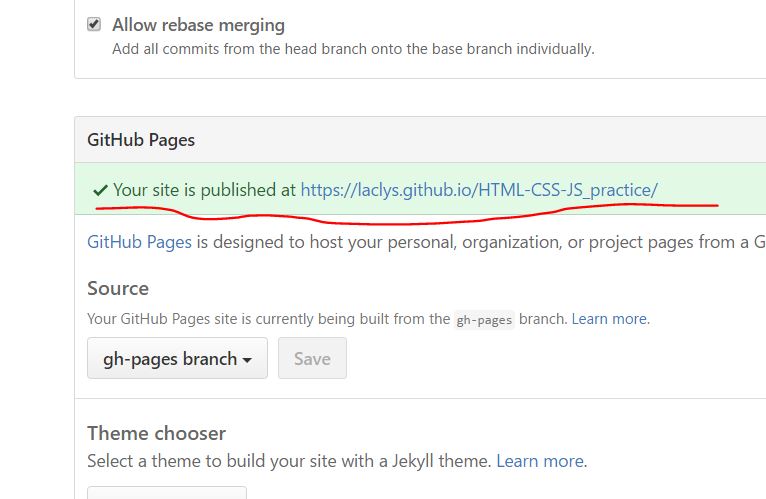 Allow rebase merging
Add all commits from the head branch onto the base branch individually.
GitHub Pages
Your site is published at https://laclys.github.io/HTML-CSS-JS_practice/
GitHub Pages is designed to host your personal, organization, or project pages from a G
Source
Your GitHub Pages site is currently being built from the gh-pages branch. Learn more.
gh-pages branch
Save
Theme chooser
Select a theme to build your site with a Jekyll theme. Learn more.